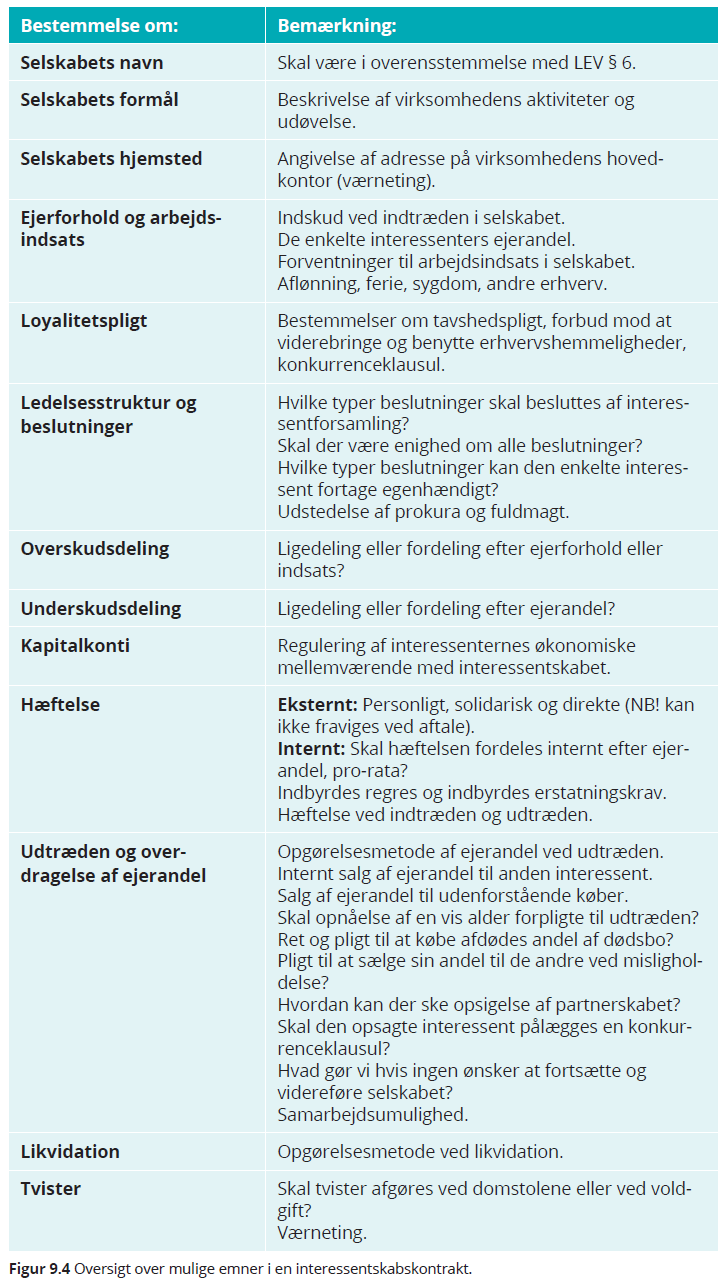 Bestemmelse om: Bemærkning:
Selskabets navn Skal være i overensstemmelse med LEV § 6.
Selskabets formål Beskrivelse af virksomhedens aktiviteter og
udøvelse.
Selskabets hjemsted Angivelse af adresse på virksomhedens hoved-
kontor (værneting).
Ejerforhold og arbejds- Indskud ved indtræden i selskabet.
indsats De enkelte interessenters ejerandel.
Forventninger til arbejdsindsats i selskabet.
Aflønning, ferie, sygdom, andre erhverv.
Loyalitetspligt Bestemmelser om tavshedspligt, forbud mod at
viderebringe og benytte erhvervshemmeligheder,
konkurrenceklausul.
Ledelsesstruktur og Hvilke typer beslutninger skal besluttes af interes-
beslutninger sentforsamling?
Skal der være enighed om alle beslutninger?
Hvilke typer beslutninger kan den enkelte interes-
sent fortage egenhændigt?
Udstedelse af prokura og fuldmagt.
Overskudsdeling Ligedeling eller fordeling efter ejerforhold eller
indsats?
Underskudsdeling Ligedeling eller fordeling efter ejerandel?
Kapitalkonti Regulering af interessenternes økonomiske
mellemværende med interessentskabet.
Hæftelse Eksternt: Personligt, solidarisk og direkte (NB! kan
ikke fraviges ved aftale).
Internt: Skal hæftelsen fordeles internt efter ejer-
andel, pro-rata?
Indbyrdes regres og indbyrdes erstatningskrav.
Hæftelse ved indtræden og udtræden.
Udtræden og over- Opgørelsesmetode af ejerandel ved udtræden.
dragelse af ejerandel Internt salg af ejerandel til anden interessent.
Salg af ejerandel til udenforstående køber.
Skal opnåelse af en vis alder forpligte til udtræden?
Ret og pligt til at købe afdødes andel af dødsbo?
Pligt til at sælge sin andel til de andre ved mislighol-
delse?
Hvordan kan der ske opsigelse af partnerskabet?
Skal den opsagte interessent pålægges en konkur-
renceklausul?
Hvad gør vi hvis ingen ønsker at fortsætte og
videreføre selskabet?
Samarbejdsumulighed.
Likvidation Opgørelsesmetode ved likvidation.
Tvister Skal tvister afgøres ved domstolene eller ved vold-
gift?
Værneting.
Figur 9.4 Oversigt over mulige emner i en interessentskabskontrakt.